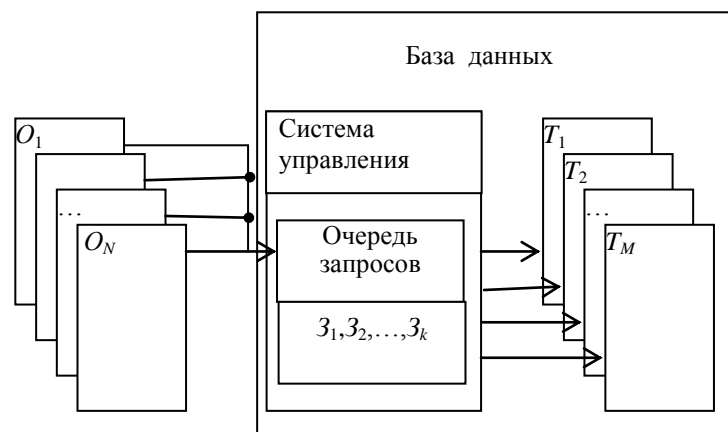 База данных
Система
управления
O1
…
ON
Очередь
запросов
З1,З2,…,Зk
T1
T2
…
TM